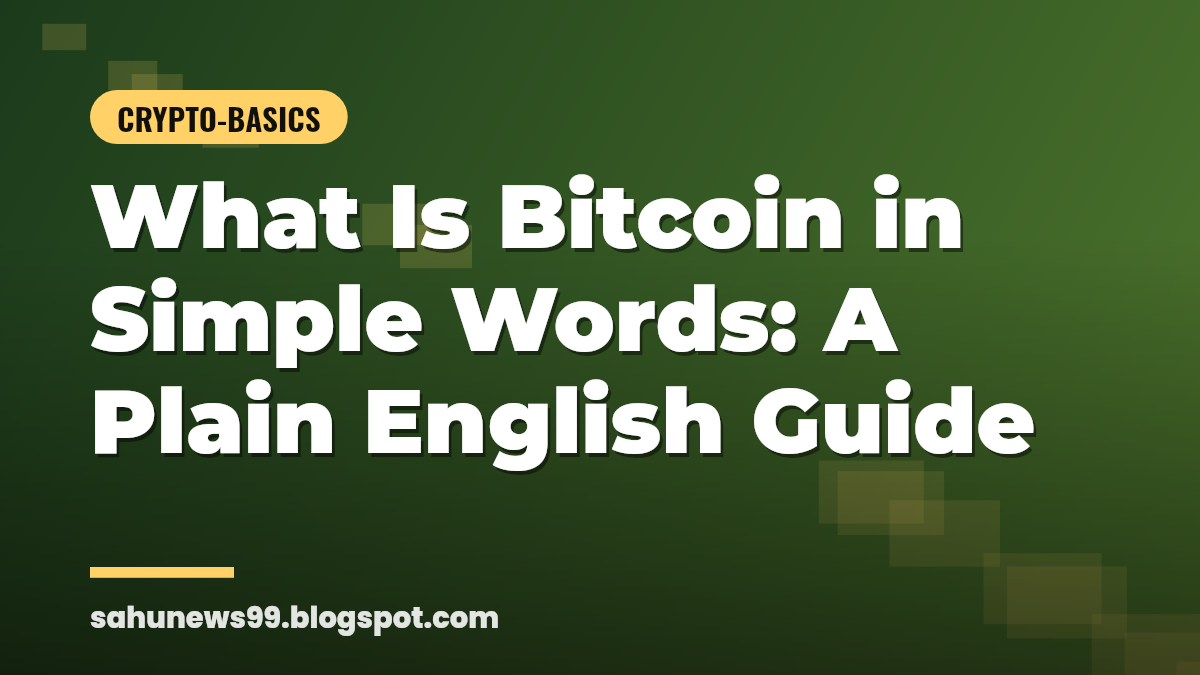 CRYPTO-BASICS
What Is Bitcoin in
Simple Words: A
Plain English Guide
sahunews99.blogspot.com